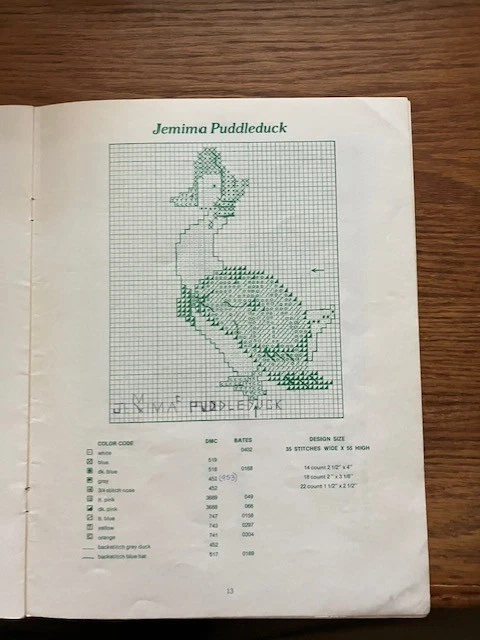 Jemima Puddleduck
JEMIMA PUDDLEDUCK
COLOR CODE DMC BATES
white 0402
blue 519
dk. blue 518 0168
grey 452 (453)
3/4 stitch nose 452
lt. pink 3689 049
dk. pink 3688 066
lt. blue 747 0158
yellow 743 0297
orange 741 0304
backstitch grey duck 452
backstitch blue hat 517 0169
DESIGN SIZE
35 STITCHES WIDE X 55 HIGH
14 count 2 1/2" x 4"
18 count 2" x 3 1/8"
22 count 1 1/2" x 2 1/2"
13